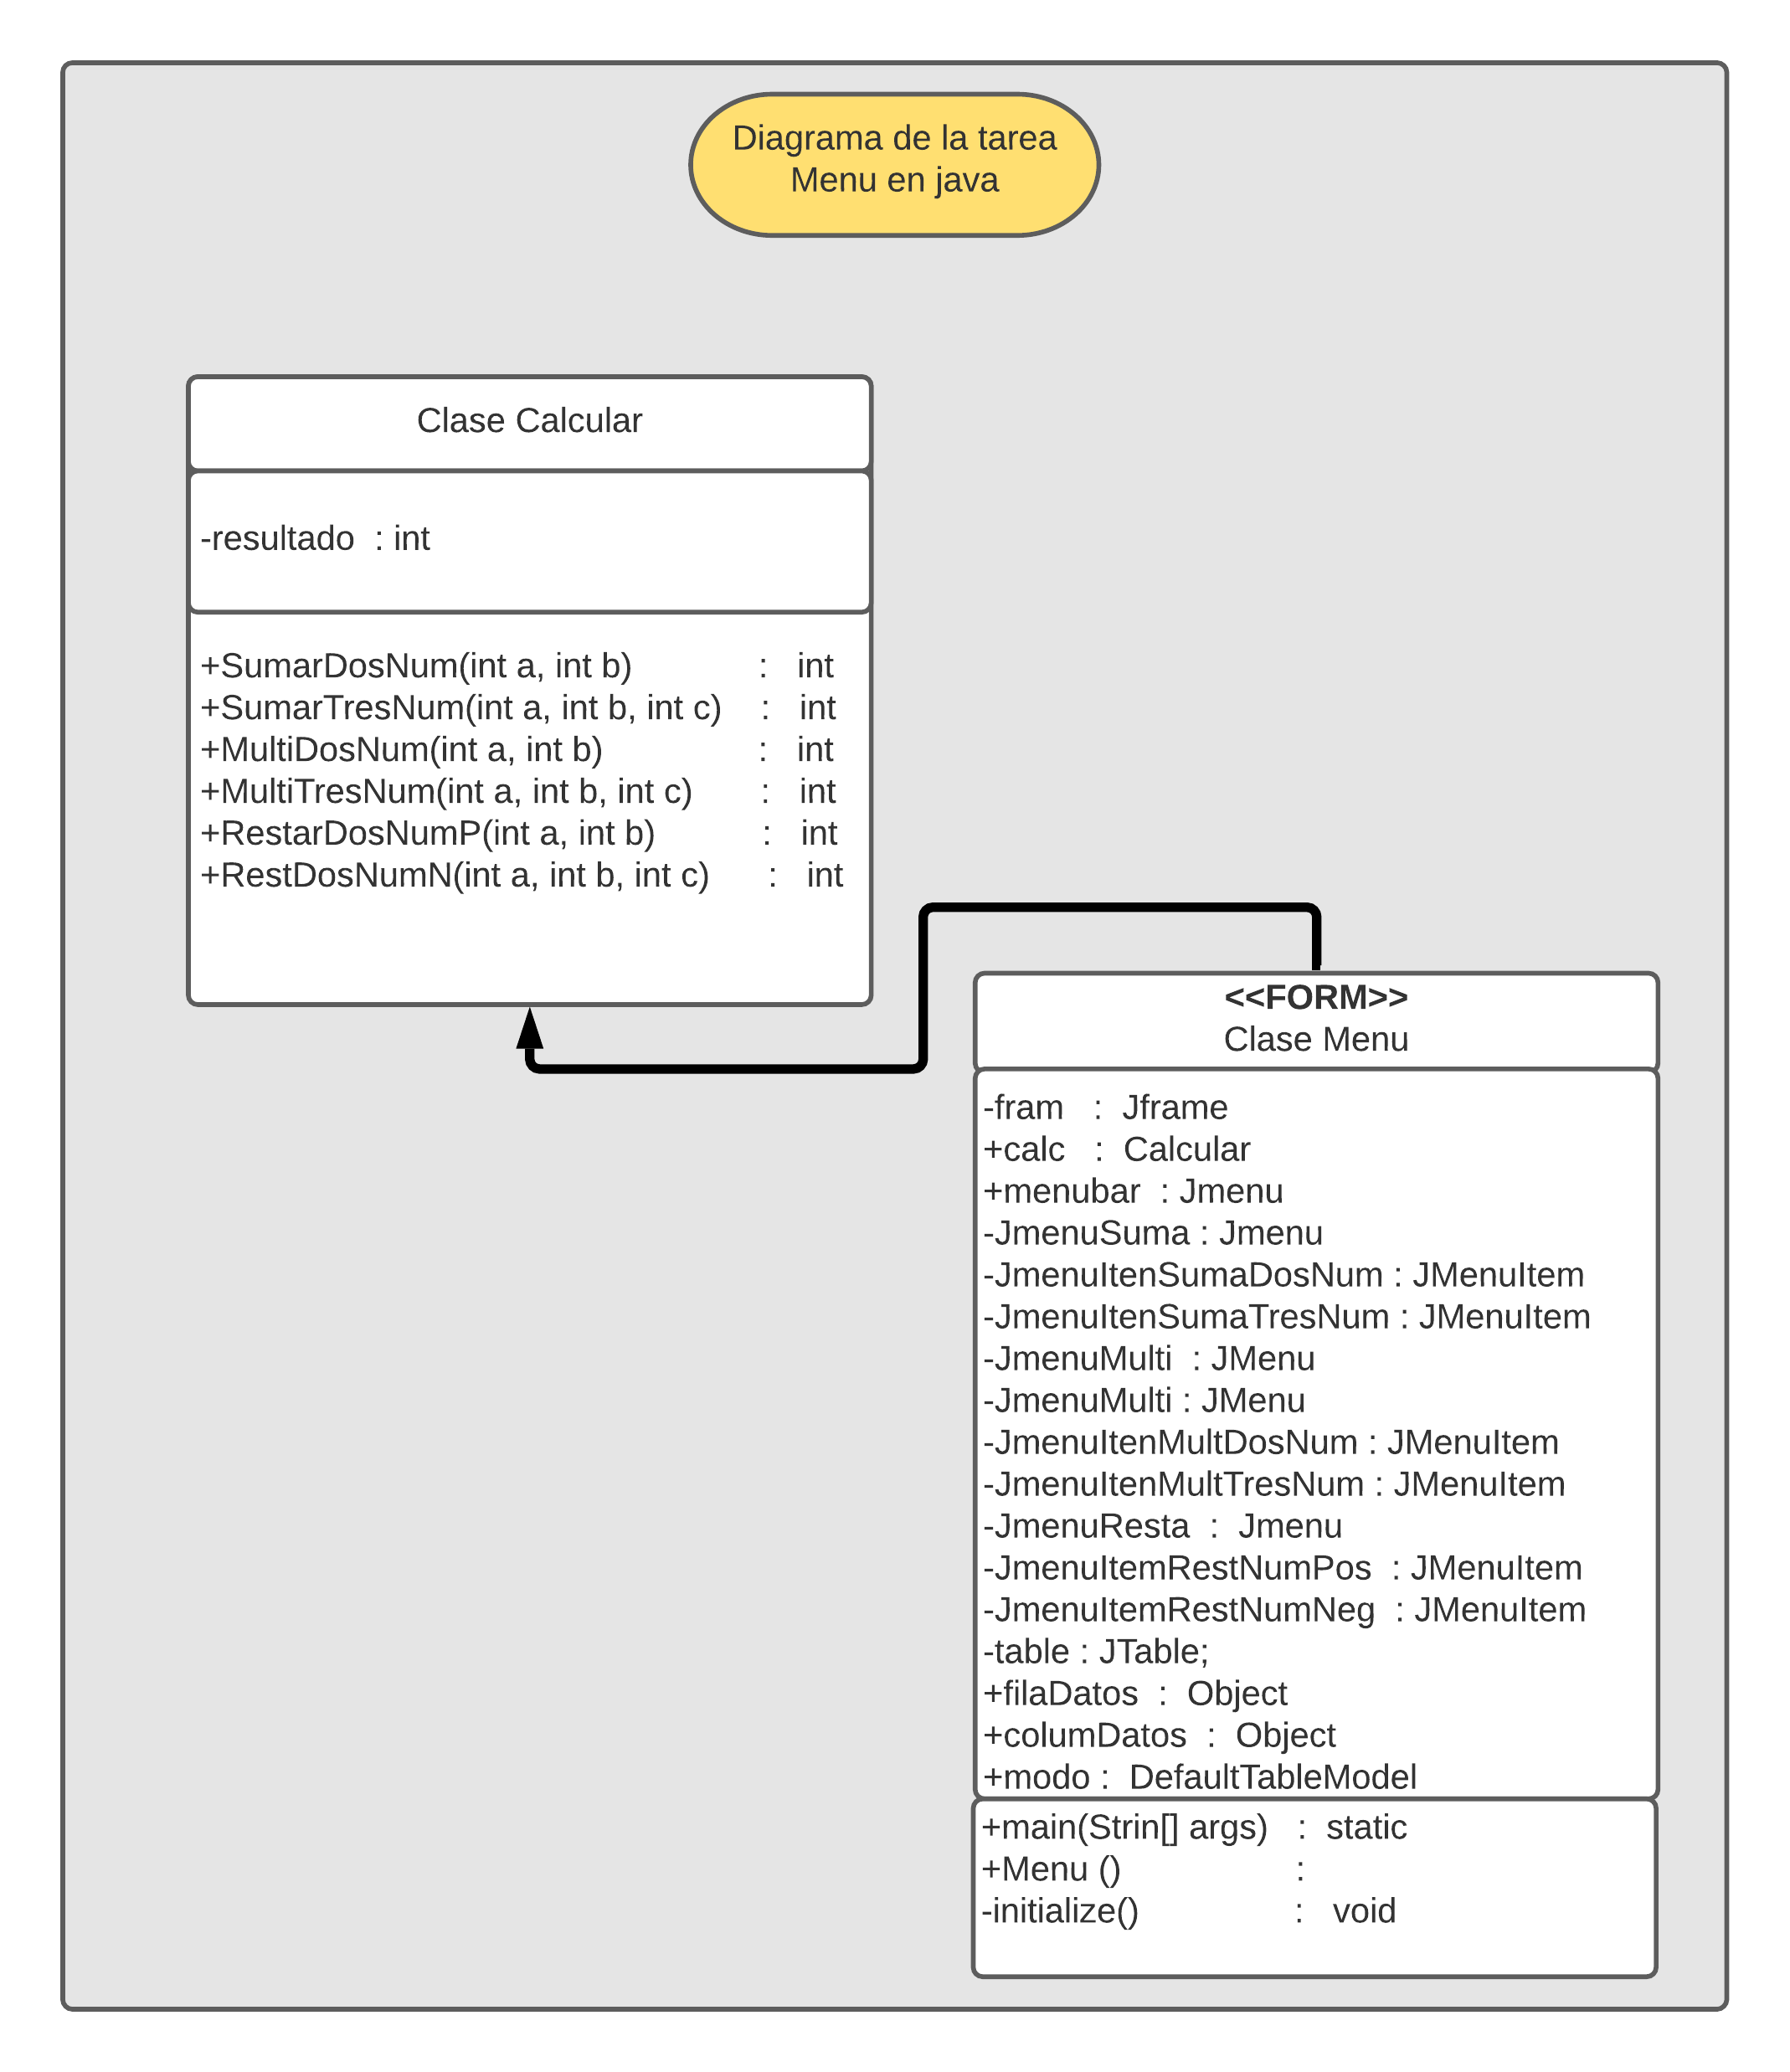 Diagrama de la tarea
Menu en java
Clase Calcular
-resultado  : int
+SumarDosNum(int a, int b)             :   int
+SumarTresNum(int a, int b, int c)    :   int
+MultiDosNum(int a, int b)                :   int
+MultiTresNum(int a, int b, int c)       :   int
+RestarDosNumP(int a, int b)           :   int
+RestDosNumN(int a, int b, int c)      :   int
<<FORM>>
Clase Menu
-fram   :  Jframe
+calc   :  Calcular
+menubar  : Jmenu
-JmenuSuma : Jmenu
-JmenuItenSumaDosNum : JMenuItem
-JmenuItenSumaTresNum : JMenuItem
-JmenuMulti  : JMenu
-JmenuMulti : JMenu
-JmenuItenMultDosNum : JMenuItem
-JmenuItenMultTresNum : JMenuItem
-JmenuResta  :  Jmenu
-JmenuItemRestNumPos  : JMenuItem
-JmenuItemRestNumNeg  : JMenuItem
-table : JTable;
+filaDatos  :  Object
+columDatos  :  Object
+modo :  DefaultTableModel
+main(Strin[] args)   :  static
+Menu ()                  :
-initialize()                :   void